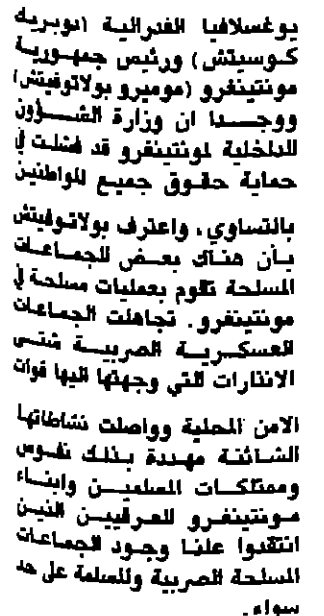 يوغسلافيا الفدرالية (دوبريك
كوسيتش) ورئيس جمهورية
مونتينغرو (موميرو بولاتوفيتش)
ووجدا ان وزارة الشؤون
الداخلية لمونتينغرو قد فشلت في
حماية حقوق جميع المواطنين
بالتساوي، واعترف بولاتوفيتش
بأن هناك بعض الجماعات
المسلحة تقوم بعمليات مسلحة في
مونتينغرو. تجاهلت الجماعات
العسكرية الصربية شتى
الانذارات التي وجهتها اليها قوات
الامن المحلية وواصلت نشاطاتها
الشائنة مهددة بذلك نفوس
وممتلكات المسلمين وابناء
مونتينغرو العرقيين الذين
انتقدوا علنا وجود الجماعات
المسلحة الصربية والمسلمة على حد
سواء.